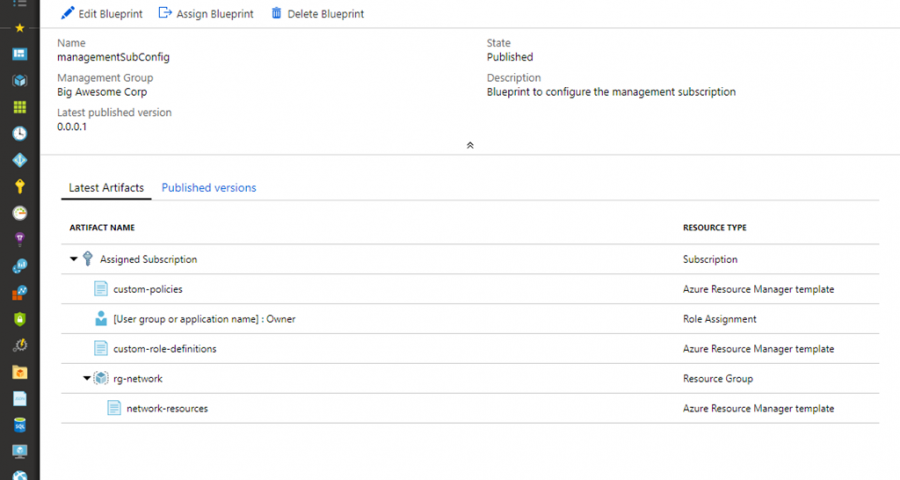 Edit Blueprint Assign Blueprint Delete Blueprint
Name State
managementSubConfig Published
Management Group Description
Big Awesome Corp Blueprint to configure the management subscription
Latest published version
0.0.0.1
Latest Artifacts Published versions
ARTIFACT NAME RESOURCE TYPE
Assigned Subscription Subscription
custom-policies Azure Resource Manager template
[User group or application name] : Owner Role Assignment
custom-role-definitions Azure Resource Manager template
rg-network Resource Group
network-resources Azure Resource Manager template
SQL